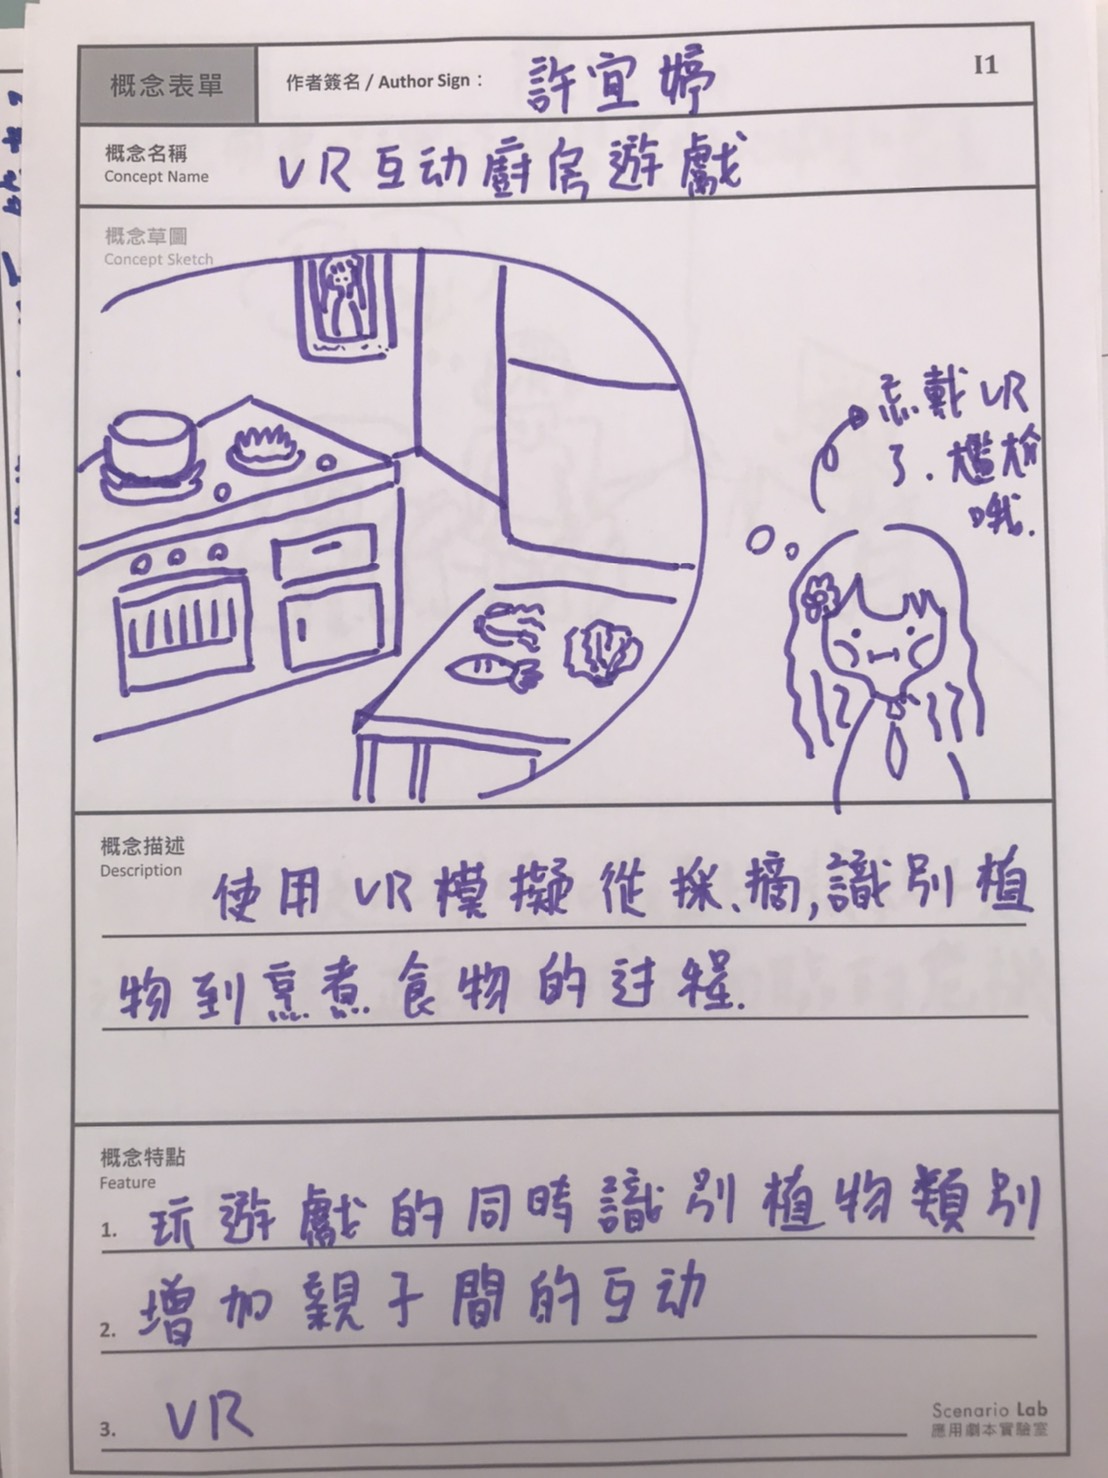 概念表單
作者簽名 / Author Sign：
許宜婷
I1
概念名稱
Concept Name
VR互动廚房遊戲
概念草圖
Concept Sketch
忘戴VR
了．尷尬
哦．
概念描述
Description
使用VR模擬從採、摘,識別植
物到烹煮食物的过程.
概念特點
Feature
1. 玩遊戲的同時識別植物類別
2. 增加親子間的互动
3. VR
Scenario Lab
應用劇本實驗室